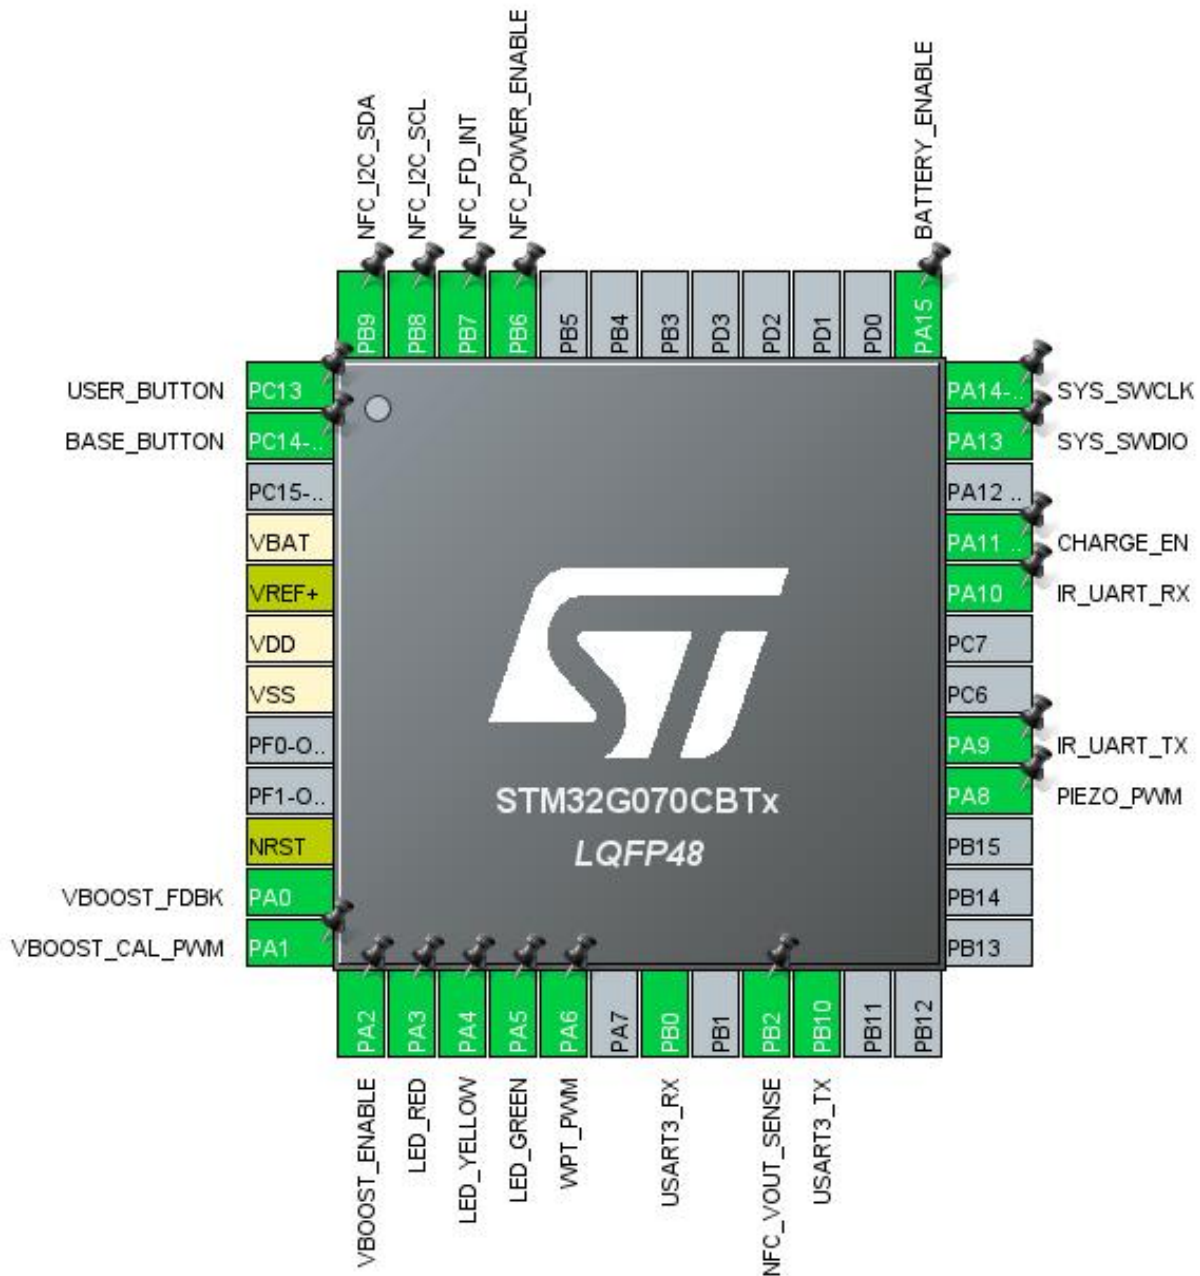 NFC_I2C_SDA
NFC_I2C_SCL
NFC_FD_INT
NFC_POWER_ENABLE
BATTERY_ENABLE
PB9
PB8
PB7
PB6
PB5
PB4
PB3
PD3
PD2
PD1
PD0
PA15
USER_BUTTON PC13
BASE_BUTTON PC14-..
PC15-..
VBAT
VREF+
VDD
VSS
PF0-O..
PF1-O..
NRST
VBOOST_FDBK PA0
VBOOST_CAL_PWM PA1
PA14-.. SYS_SWCLK
PA13 SYS_SWDIO
PA12 ..
PA11 .. CHARGE_EN
PA10 IR_UART_RX
PC7
PC6
PA9 IR_UART_TX
PA8 PIEZO_PWM
PB15
PB14
PB13
ST
STM32G070CBTx
LQFP48
PA2
PA3
PA4
PA5
PA6
PA7
PB0
PB1
PB2
PB10
PB11
PB12
VBOOST_ENABLE
LED_RED
LED_YELLOW
LED_GREEN
WPT_PWM
USART3_RX
NFC_VOUT_SENSE
USART3_TX